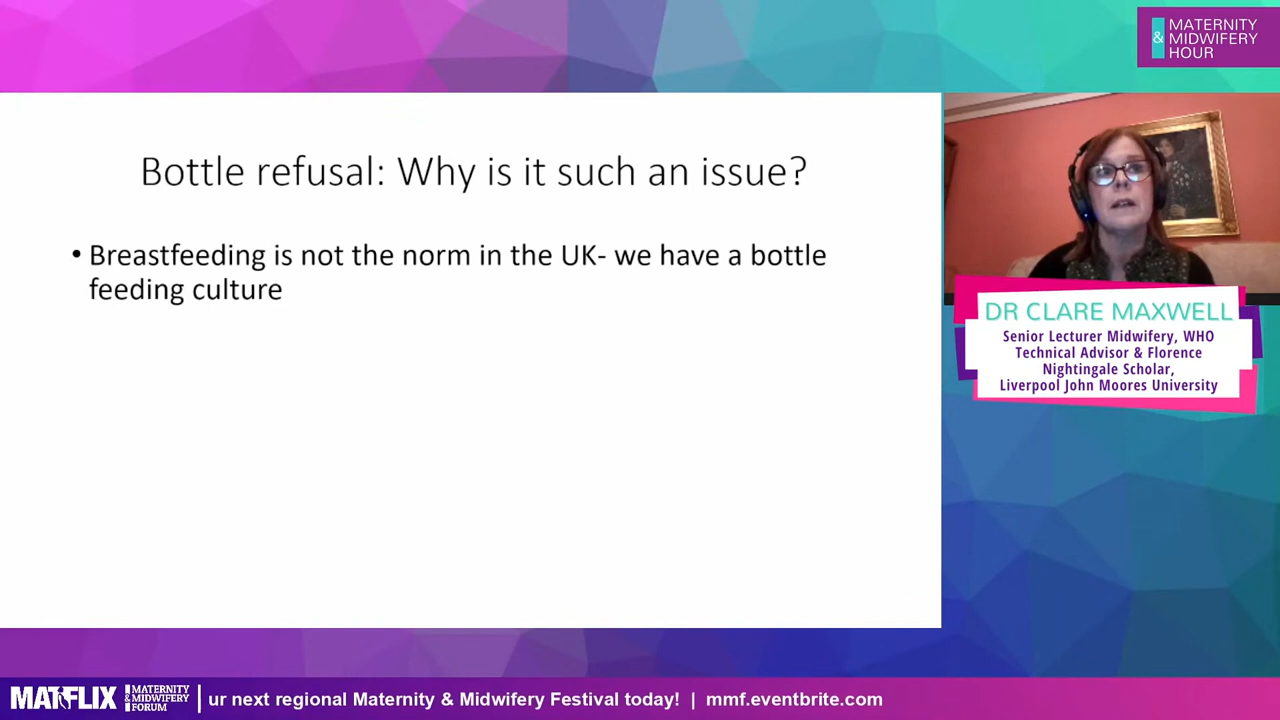 MATERNITY
& MIDWIFERY
HOUR
Bottle refusal: Why is it such an issue?
• Breastfeeding is not the norm in the UK- we have a bottle
feeding culture
DR CLARE MAXWELL
Senior Lecturer Midwifery, WHO
Technical Advisor & Florence
Nightingale Scholar,
Liverpool John Moores University
MATFLIX
MATERNITY
& MIDWIFERY
FORUM
ur next regional Maternity & Midwifery Festival today! | mmf.eventbrite.com